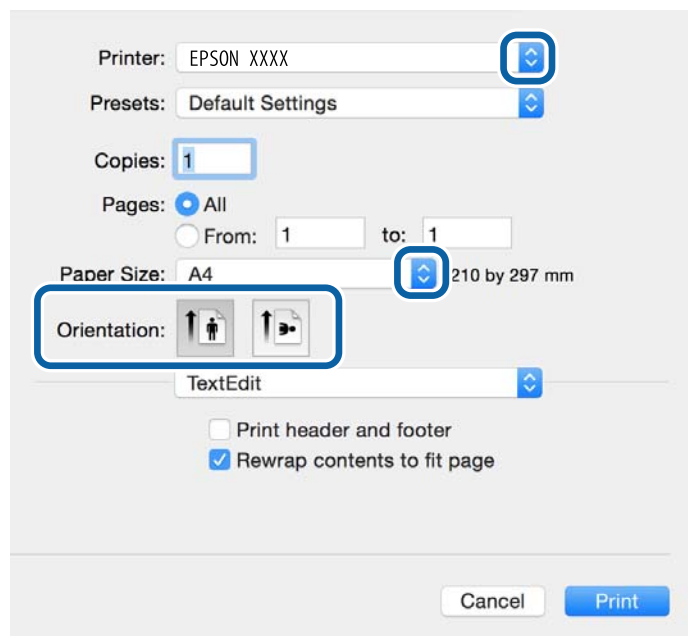 Printer: EPSON XXXX
Presets: Default Settings
Copies: 1
Pages: All
From: 1 to: 1
Paper Size: A4 210 by 297 mm
Orientation:
TextEdit
Print header and footer
Rewrap contents to fit page
Cancel Print